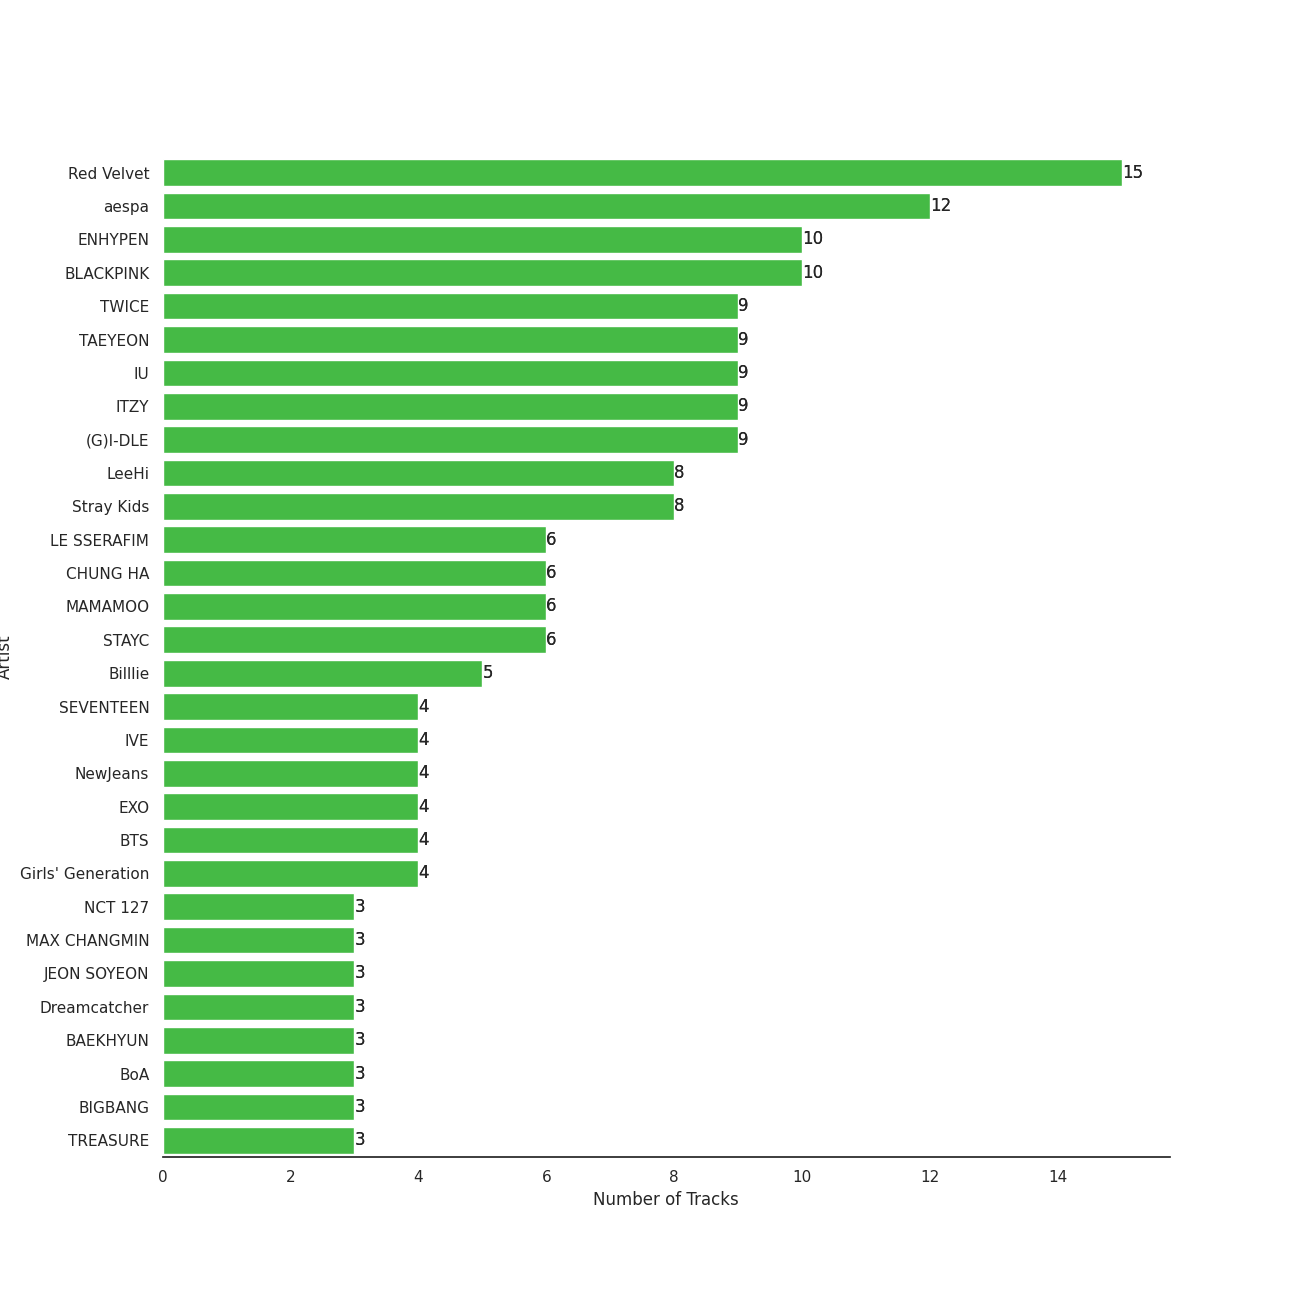 Red Velvet 15
aespa 12
ENHYPEN 10
BLACKPINK 10
TWICE 9
TAEYEON 9
IU 9
ITZY 9
(G)I-DLE 9
LeeHi 8
Stray Kids 8
LE SSERAFIM 6
CHUNG HA 6
MAMAMOO 6
STAYC 6
Billlie 5
SEVENTEEN 4
IVE 4
NewJeans 4
EXO 4
BTS 4
Girls' Generation 4
NCT 127 3
MAX CHANGMIN 3
JEON SOYEON 3
Dreamcatcher 3
BAEKHYUN 3
BoA 3
BIGBANG 3
TREASURE 3
Artist
0 2 4 6 8 10 12 14
Number of Tracks